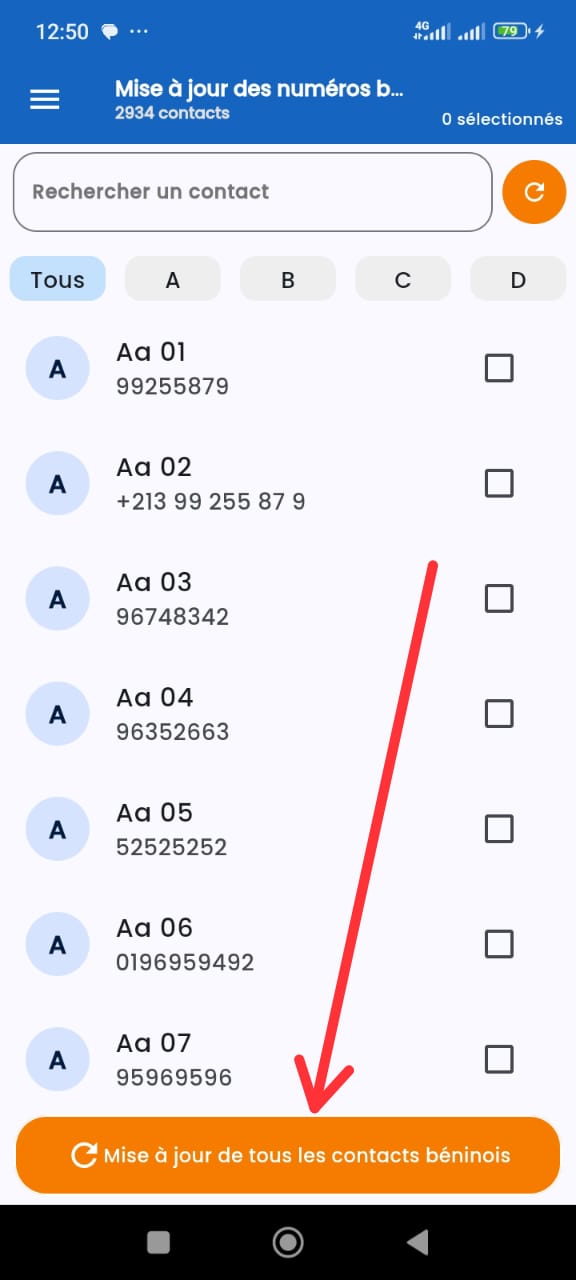 12:50
4G
79
Mise à jour des numéros b...
2934 contacts
0 sélectionnés
Rechercher un contact
Tous A B C D
A
Aa 01
99255879
A
Aa 02
+213 99 255 87 9
A
Aa 03
96748342
A
Aa 04
96352663
A
Aa 05
52525252
A
Aa 06
0196959492
A
Aa 07
95969596
Mise à jour de tous les contacts béninois